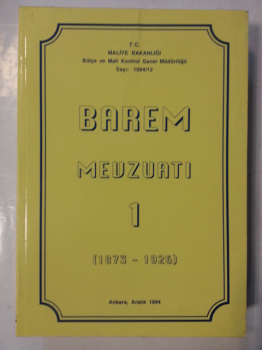 T.C.
MALİYE BAKANLIĞI
Bütçe ve Mali Kontrol Genel Müdürlüğü
Sayı: 1994/12
BAREM
MEVZUATI
1
(1873 - 1926)
Ankara, Aralık 1994